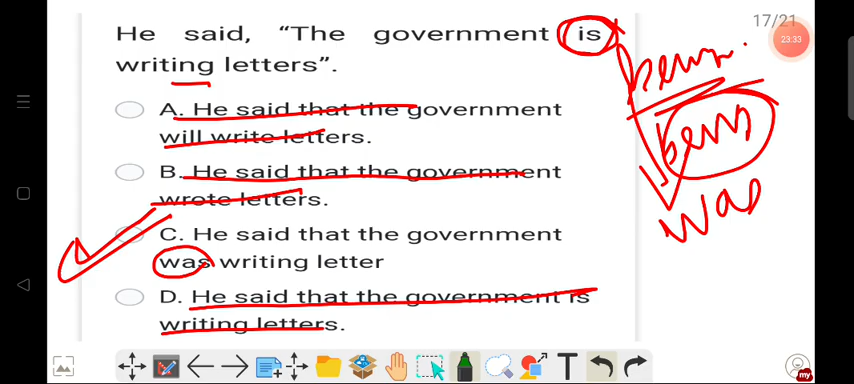 17/21
23:33
He said, “The government is
writing letters”.
A. He said that the government
will write letters.
B. He said that the government
wrote letters.
C. He said that the government
was writing letter
D. He said that the government is
writing letters.
was
T
my